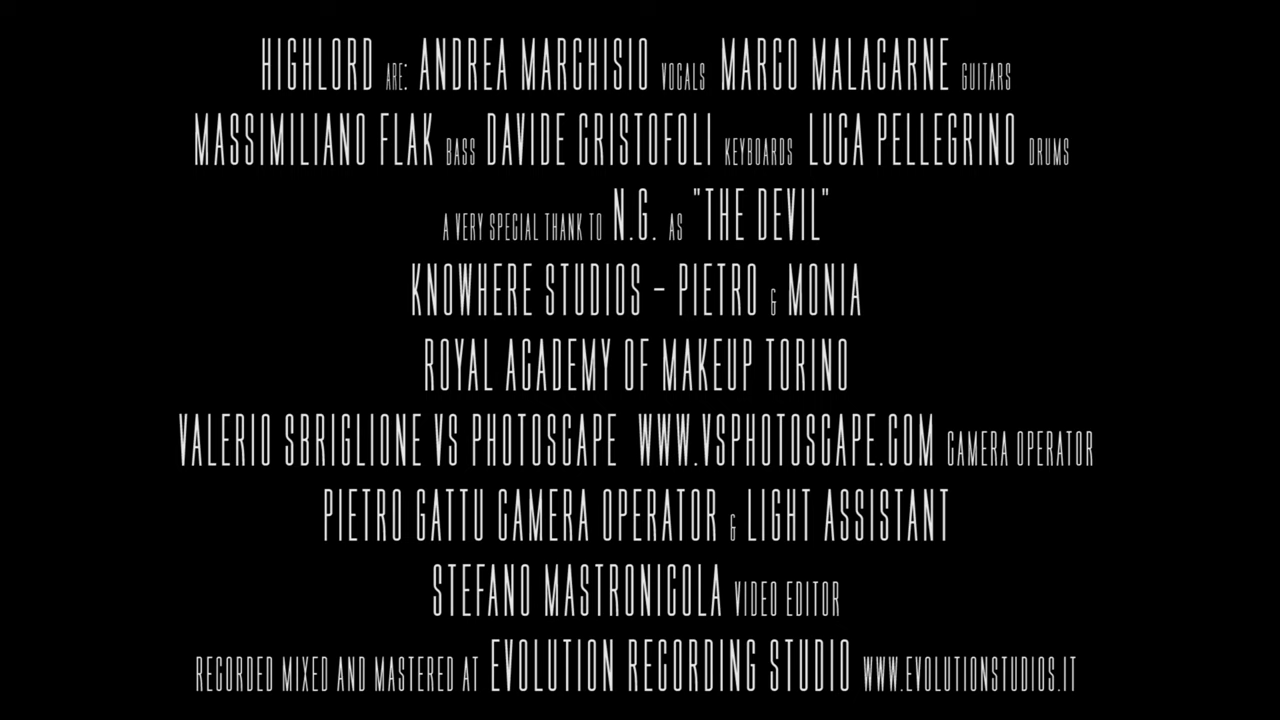 HIGHLORD ARE: ANDREA MARCHISIO VOCALS MARCO MALACARNE GUITARS
MASSIMILIANO FLAK BASS DAVIDE CRISTOFOLI KEYBOARDS LUCA PELLEGRINO DRUMS
A VERY SPECIAL THANK TO N.G. AS "THE DEVIL"
KNOWHERE STUDIOS - PIETRO & MONIA
ROYAL ACADEMY OF MAKEUP TORINO
VALERIO SBRIGLIONE VS PHOTOSCAPE WWW.VSPHOTOSCAPE.COM CAMERA OPERATOR
PIETRO GATTU CAMERA OPERATOR & LIGHT ASSISTANT
STEFANO MASTRONICOLA VIDEO EDITOR
RECORDED MIXED AND MASTERED AT EVOLUTION RECORDING STUDIO WWW.EVOLUTIONSTUDIOS.IT